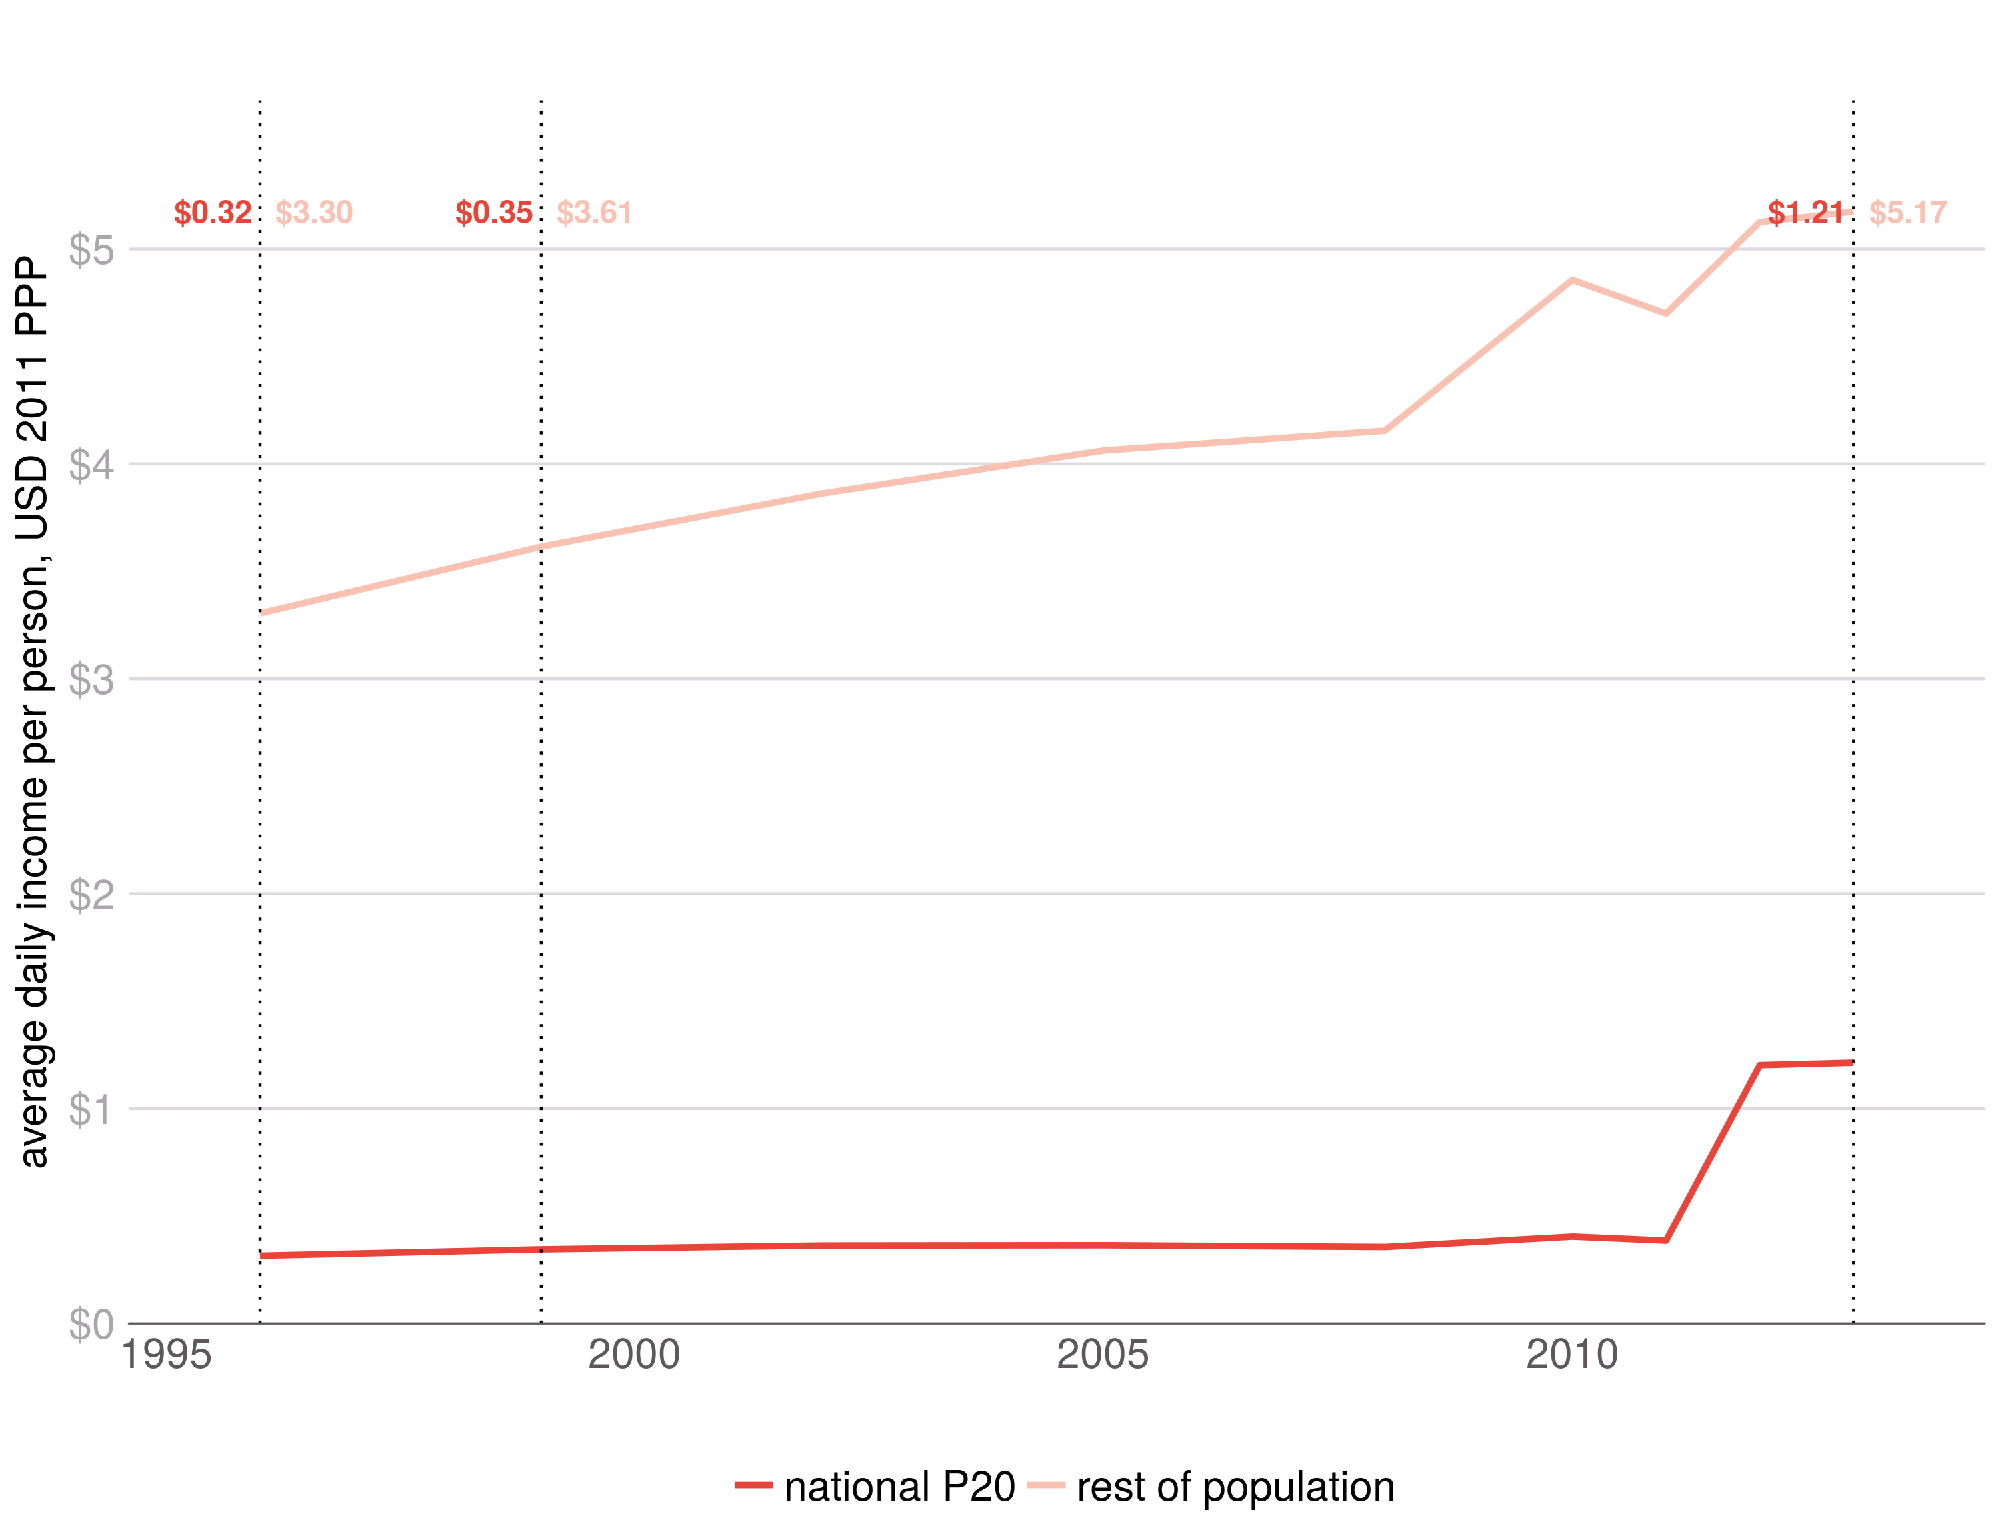 $0.32 $3.30 $0.35 $3.61 $1.21 $5.17
$5
$4
$3
$2
$1
$0
average daily income per person, USD 2011 PPP
1995 2000 2005 2010
national P20 rest of population